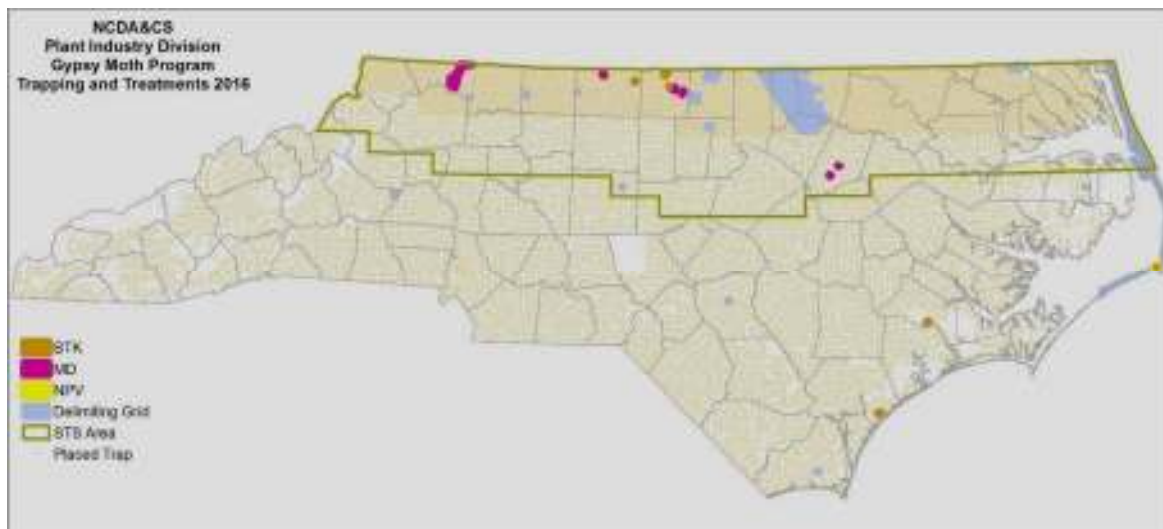 NCDA&CS
Plant Industry Division
Gypsy Moth Program
Trapping and Treatments 2016
BTK
MD
NPV
Delimiting Grid
STS Area
Placed Trap